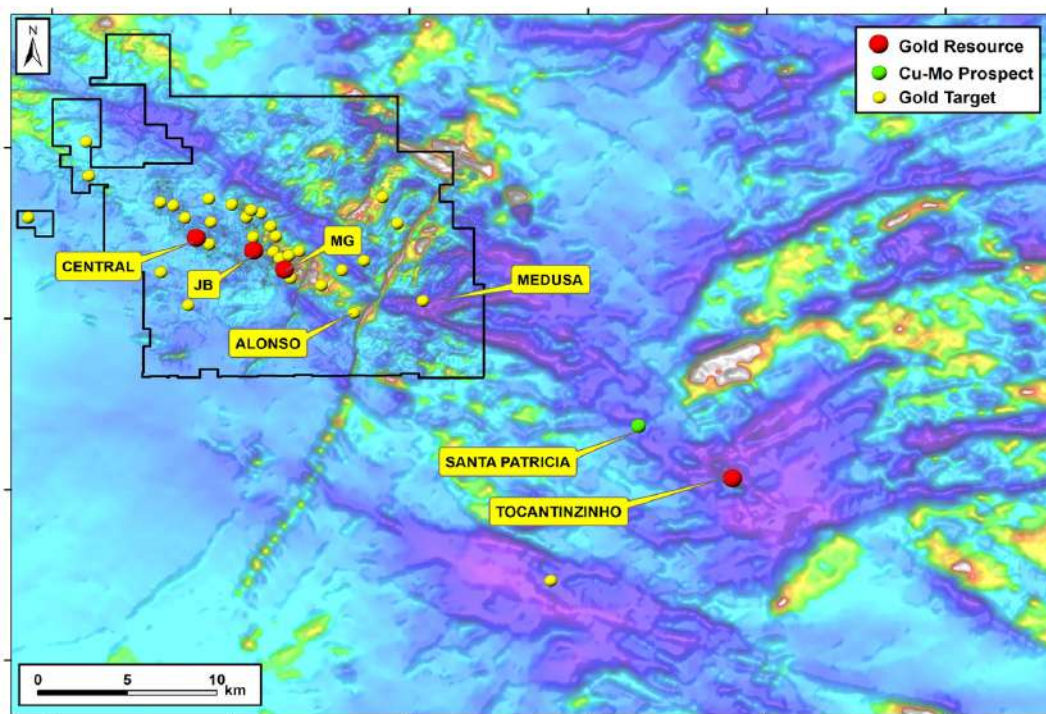 N
Gold Resource
Cu-Mo Prospect
Gold Target
CENTRAL
JB
MG
MEDUSA
ALONSO
SANTA PATRICIA
TOCANTINZINHO
0 5 10
km